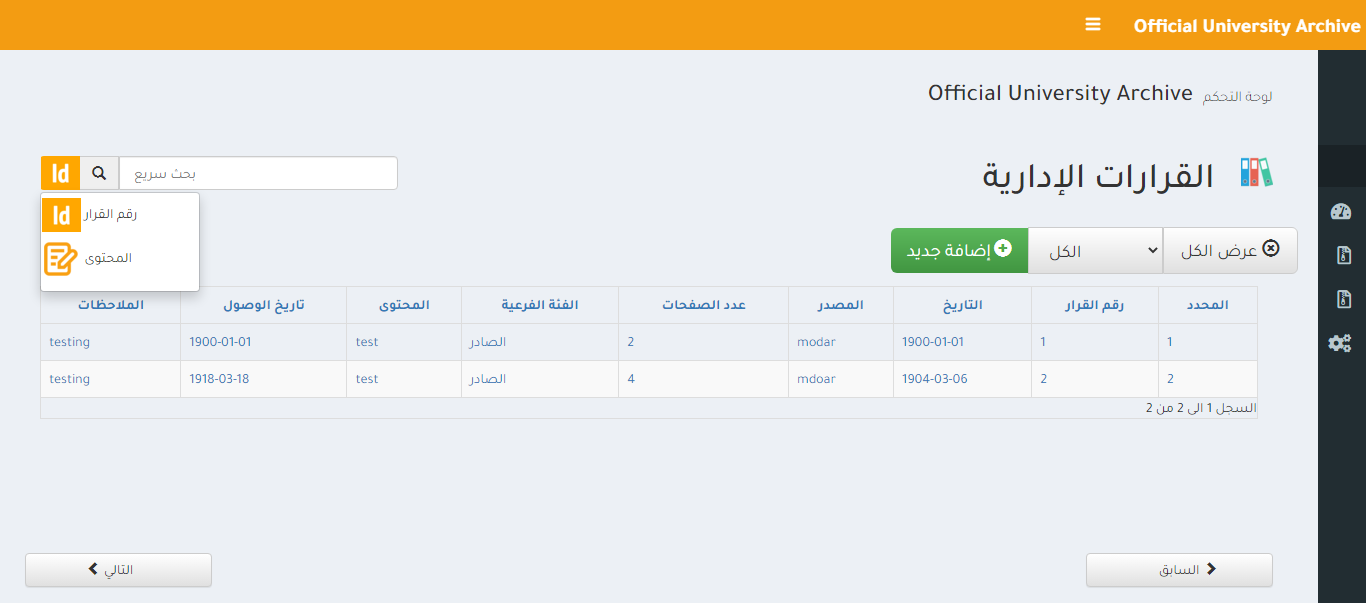 Official University Archive
Official University Archive لوحة التحكم
القرارات الإدارية
بحث سريع
Id
Id رقم القرار
المحتوى
عرض الكل
الكل
إضافة جديد
المحدد رقم القرار التاريخ المصدر عدد الصفحات الفئة الفرعية المحتوى تاريخ الوصول الملاحظات
1 1 1900-01-01 modar 2 الصادر test 1900-01-01 testing
2 2 1904-03-06 mdoar 4 الصادر test 1918-03-18 testing
السجل 1 الى 2 من 2
السابق
التالي